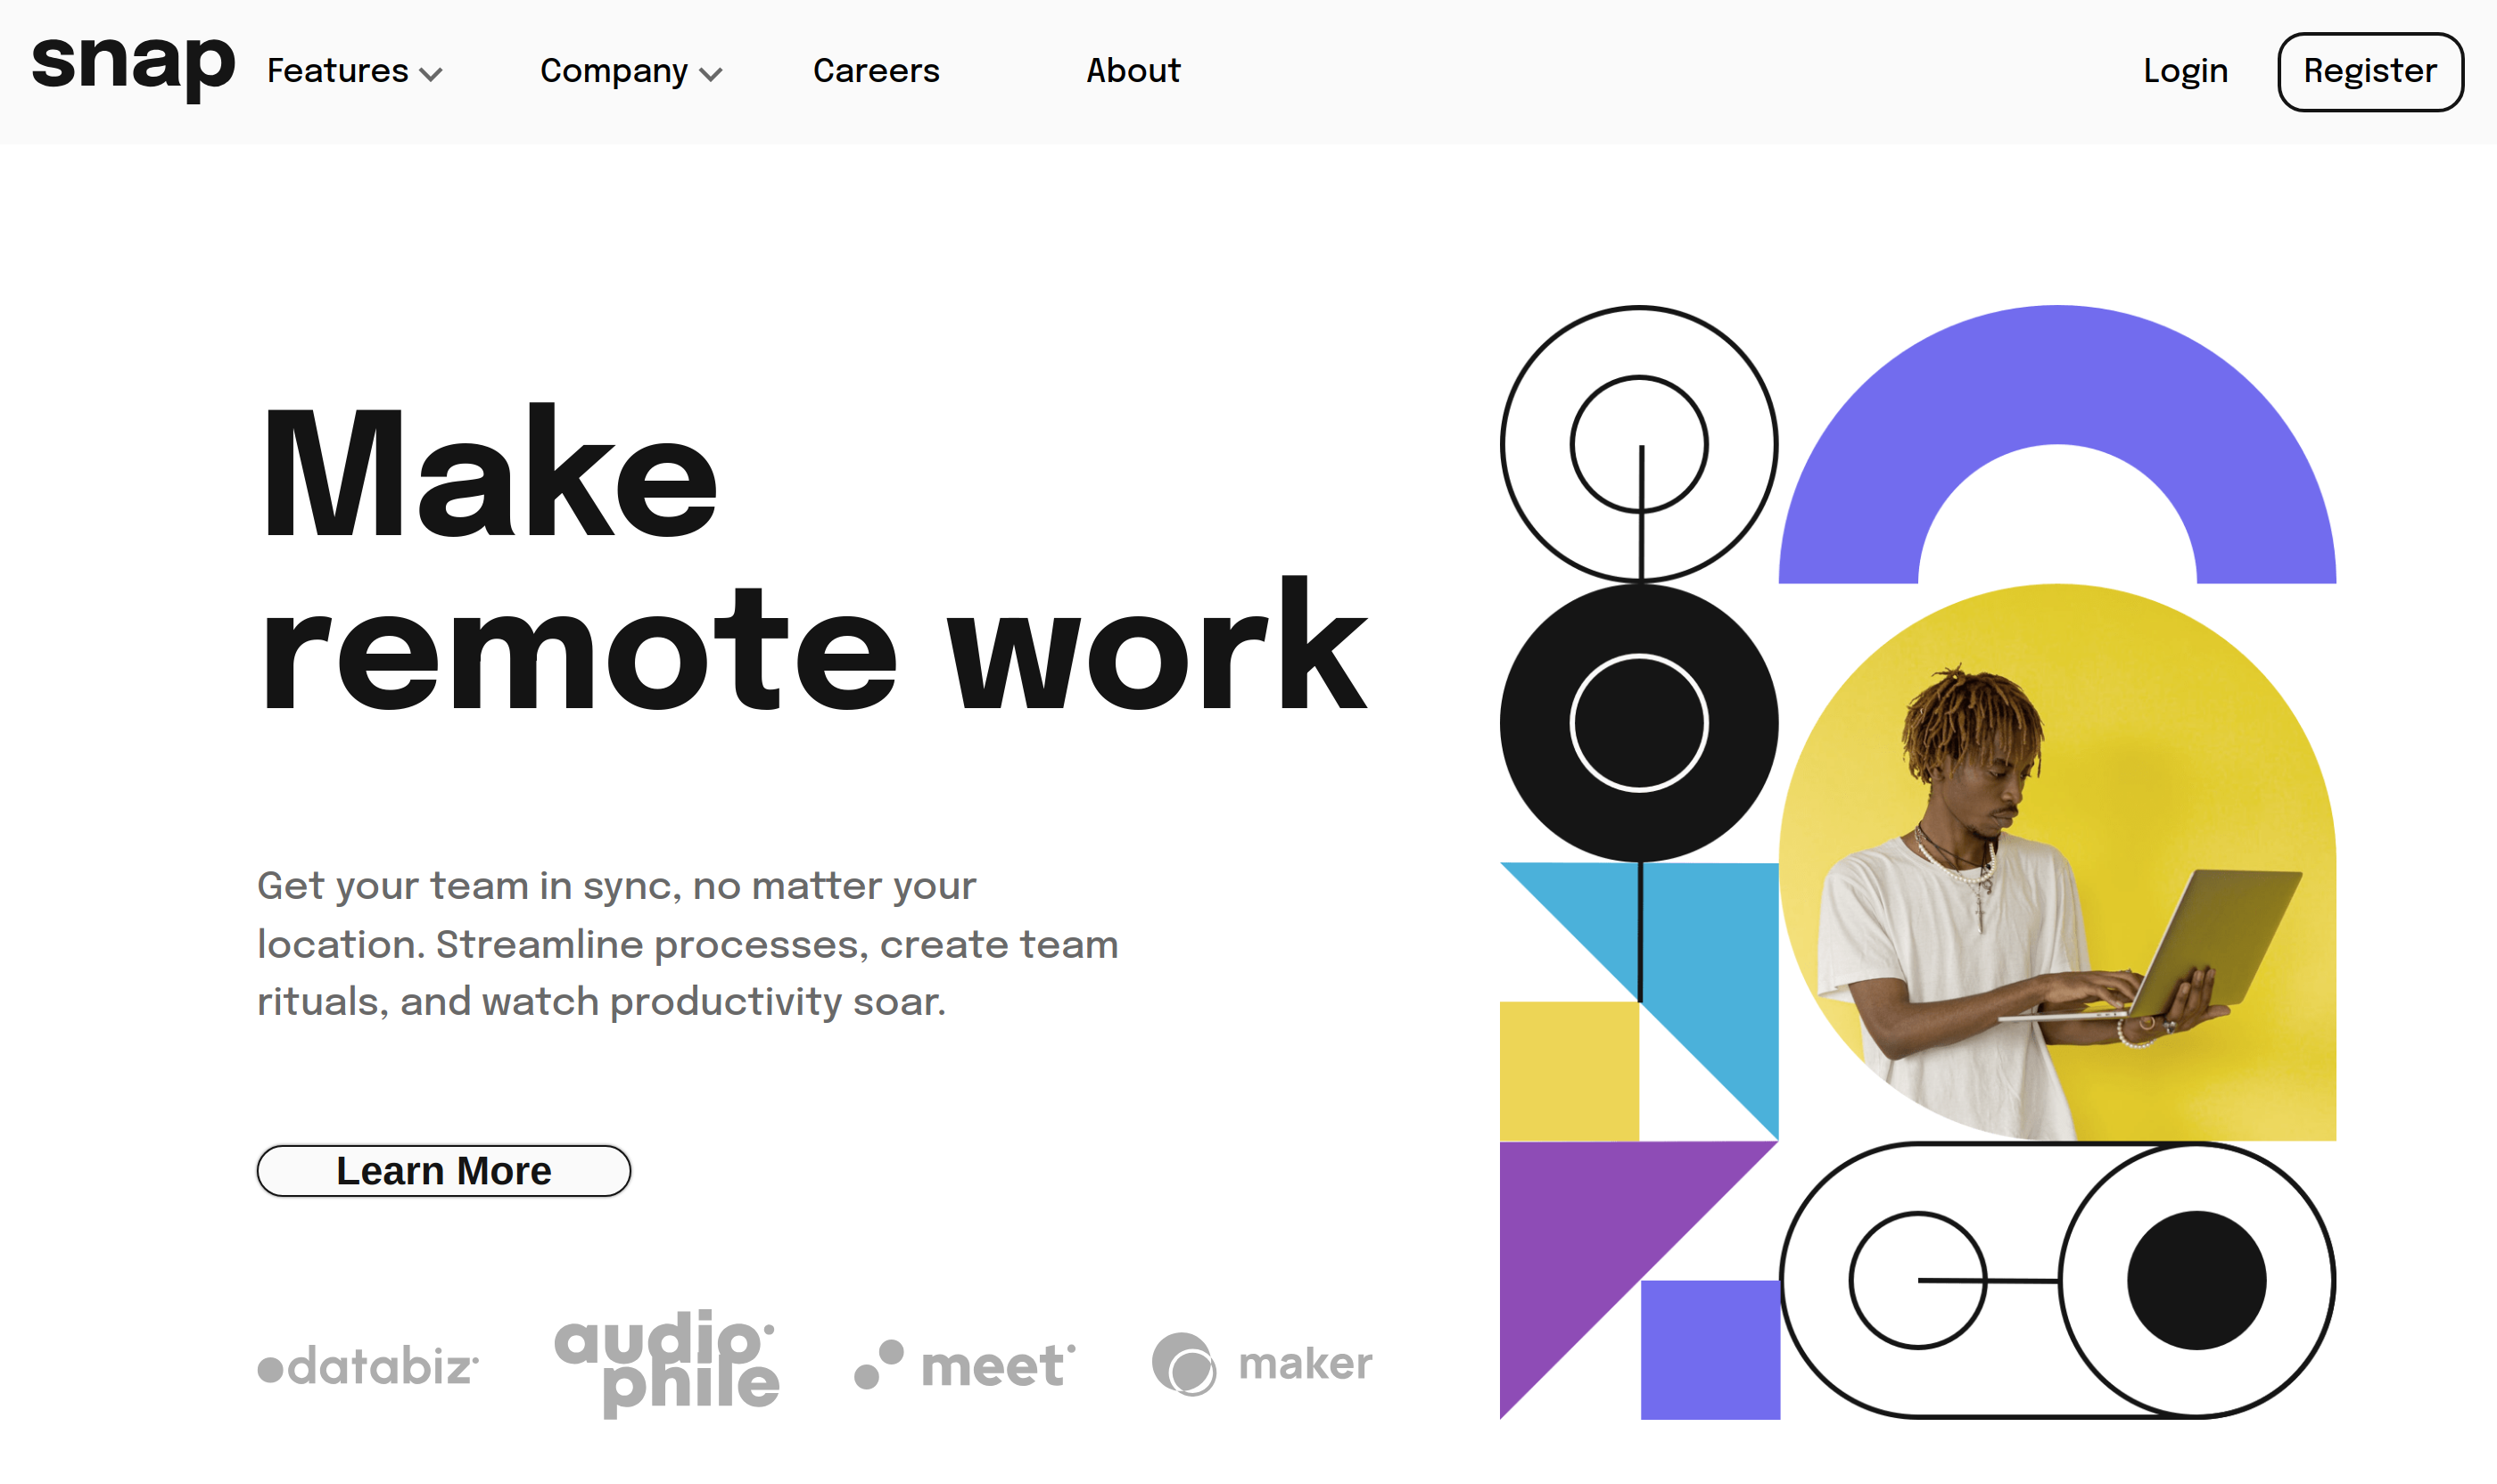 snap Features Company Careers About Login Register
Make
remote work
Get your team in sync, no matter your
location. Streamline processes, create team
rituals, and watch productivity soar.
Learn More
databiz audio phile meet maker